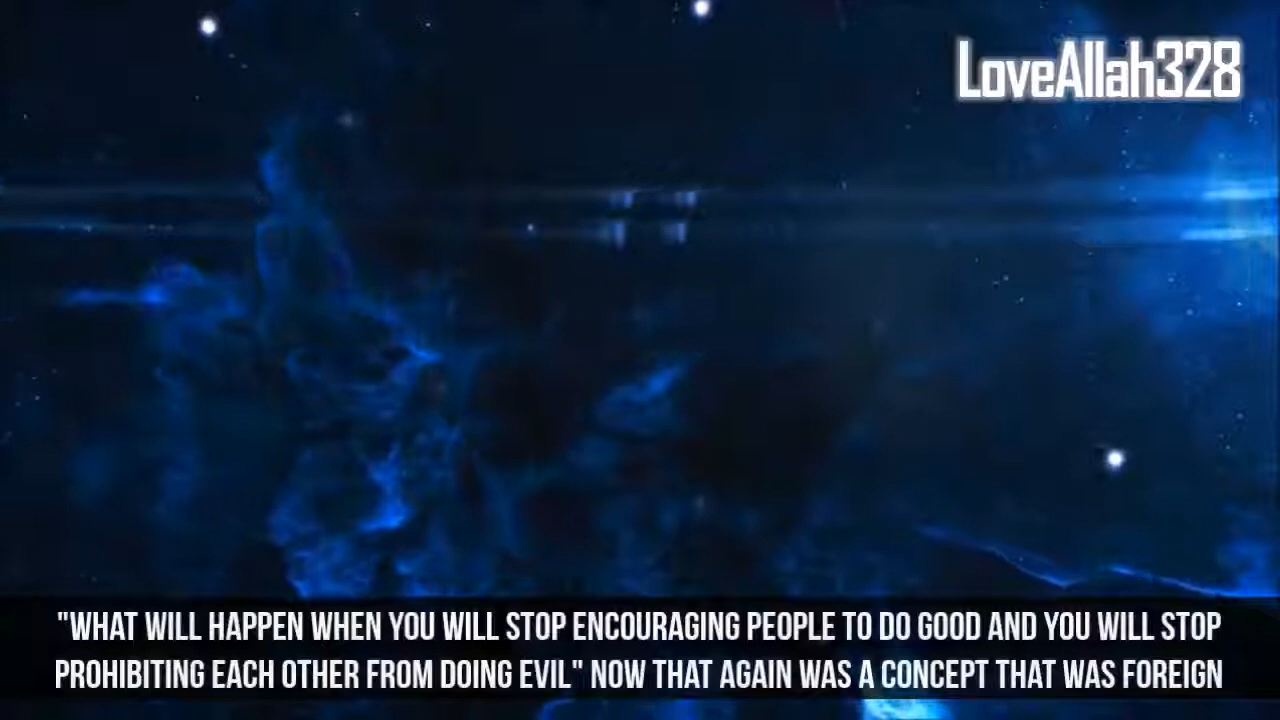 LoveAllah328
"WHAT WILL HAPPEN WHEN YOU WILL STOP ENCOURAGING PEOPLE TO DO GOOD AND YOU WILL STOP
PROHIBITING EACH OTHER FROM DOING EVIL" NOW THAT AGAIN WAS A CONCEPT THAT WAS FOREIGN